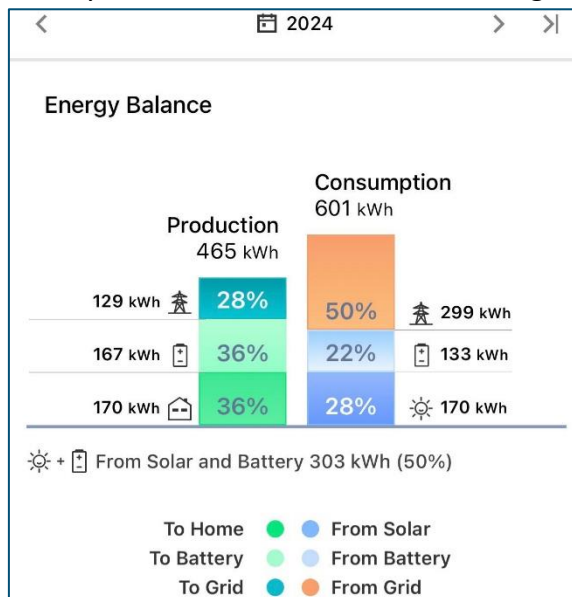 2024
Energy Balance
Consumption
601 kWh
Production
465 kWh
129 kWh 28%
50% 299 kWh
167 kWh 36%
22% 133 kWh
170 kWh 36%
28% 170 kWh
+ From Solar and Battery 303 kWh (50%)
To Home From Solar
To Battery From Battery
To Grid From Grid